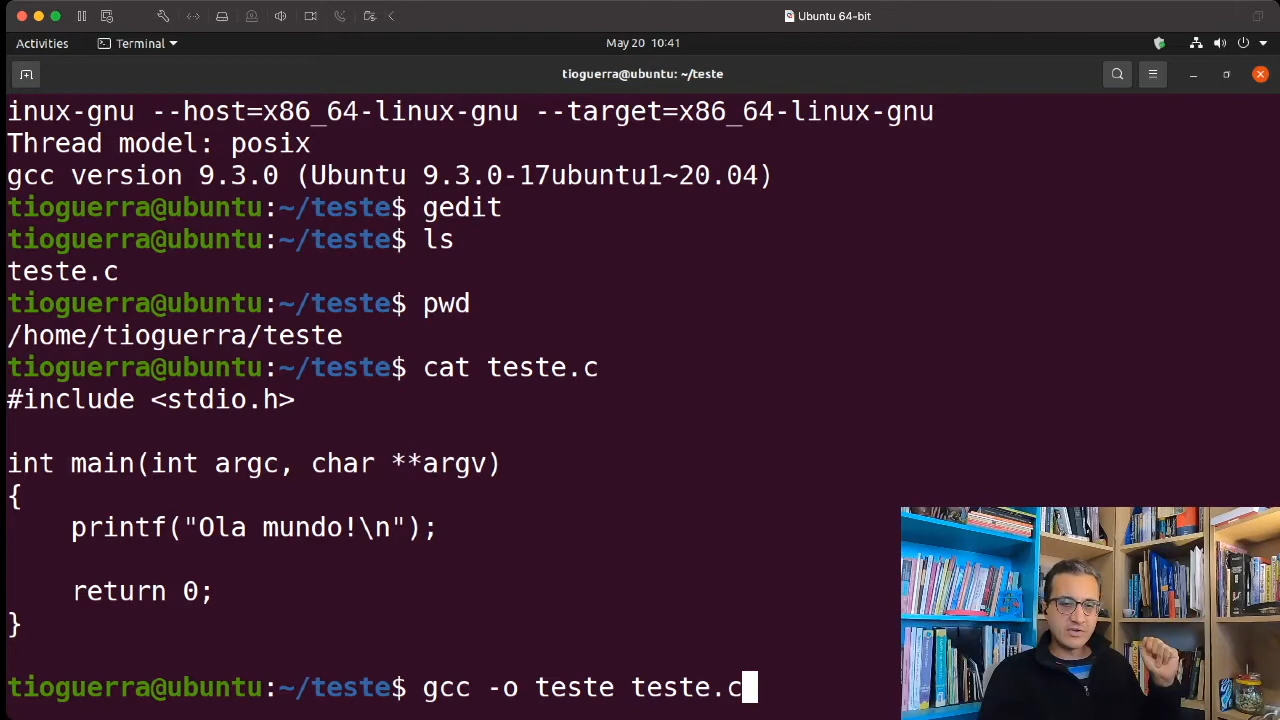 Ubuntu 64-bit
Activities
Terminal
May 20 10:41
tioguerra@ubuntu: ~/teste
inux-gnu --host=x86_64-linux-gnu --target=x86_64-linux-gnu
Thread model: posix
gcc version 9.3.0 (Ubuntu 9.3.0-17ubuntu1~20.04)
tioguerra@ubuntu:~/teste$ gedit
tioguerra@ubuntu:~/teste$ ls
teste.c
tioguerra@ubuntu:~/teste$ pwd
/home/tioguerra/teste
tioguerra@ubuntu:~/teste$ cat teste.c
#include <stdio.h>
int main(int argc, char **argv)
{
    printf("Ola mundo!\n");
    return 0;
}
tioguerra@ubuntu:~/teste$ gcc -o teste teste.c